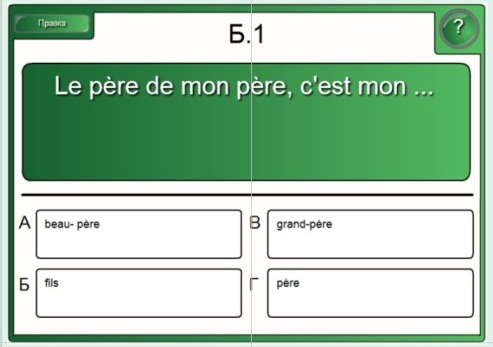 Правка
?
Б.1
Le père de mon père, c'est mon ...
А beau- père
В grand-père
Б fils
Г père